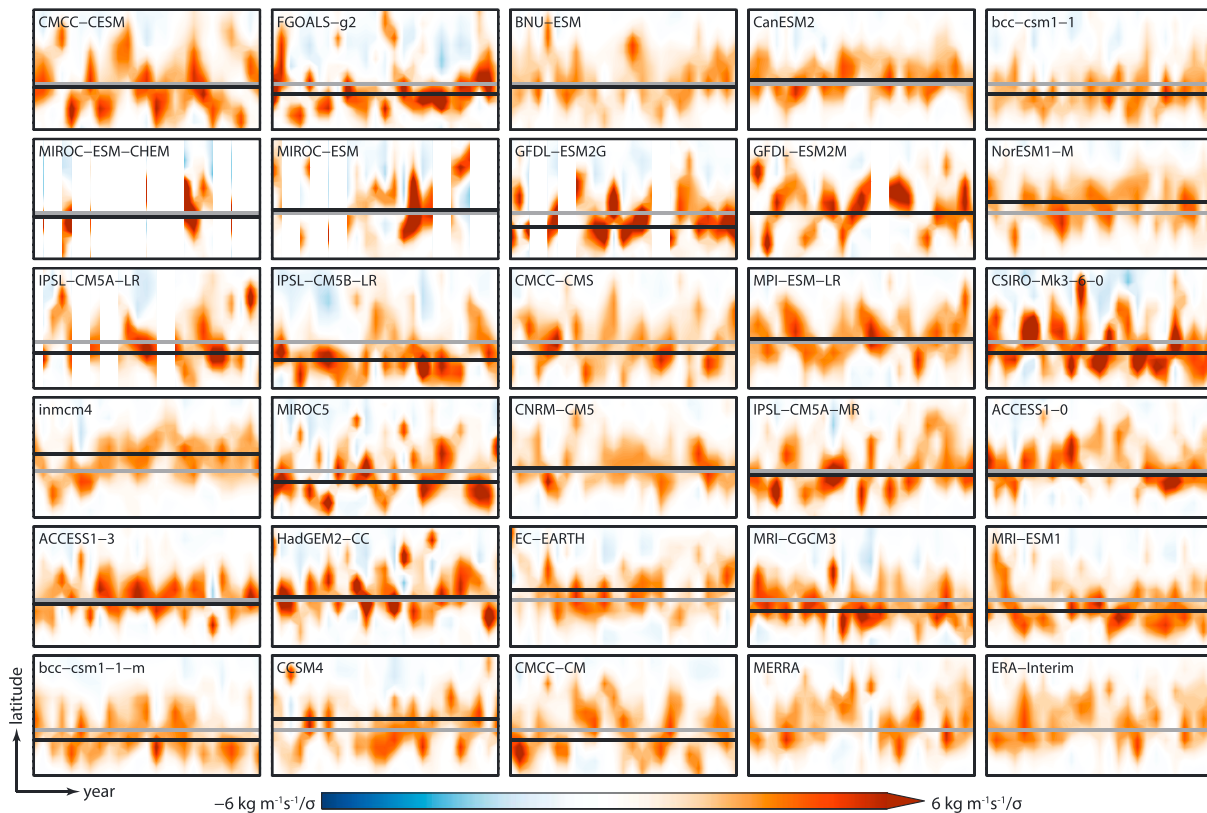 CMCC−CESM
FGOALS−g2
BNU−ESM
CanESM2
bcc−csm1−1
MIROC−ESM−CHEM
MIROC−ESM
GFDL−ESM2G
GFDL−ESM2M
NorESM1−M
IPSL−CM5A−LR
IPSL−CM5B−LR
CMCC−CMS
MPI−ESM−LR
CSIRO−Mk3−6−0
inmcm4
MIROC5
CNRM−CM5
IPSL−CM5A−MR
ACCESS1−0
ACCESS1−3
HadGEM2−CC
EC−EARTH
MRI−CGCM3
MRI−ESM1
bcc−csm1−1−m
CCSM4
CMCC−CM
MERRA
ERA−Interim
latitude
year
−6 kg m⁻¹s⁻¹/σ
6 kg m⁻¹s⁻¹/σ